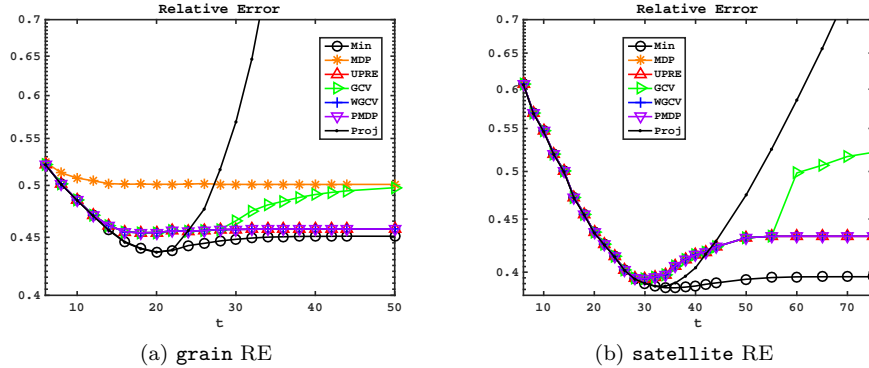 Relative Error
0.7
0.65
0.6
0.55
0.5
0.45
0.4
10 20 30 40 50
t
Min
MDP
UPRE
GCV
WGCV
PMDP
Proj
(a) grain RE
Relative Error
0.7
0.65
0.6
0.55
0.5
0.45
0.4
10 20 30 40 50 60 70
t
Min
MDP
UPRE
GCV
WGCV
PMDP
Proj
(b) satellite RE